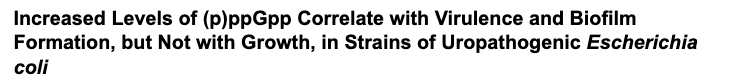 Increased Levels of (p)ppGpp Correlate with Virulence and Biofilm
Formation, but Not with Growth, in Strains of Uropathogenic Escherichia
coli